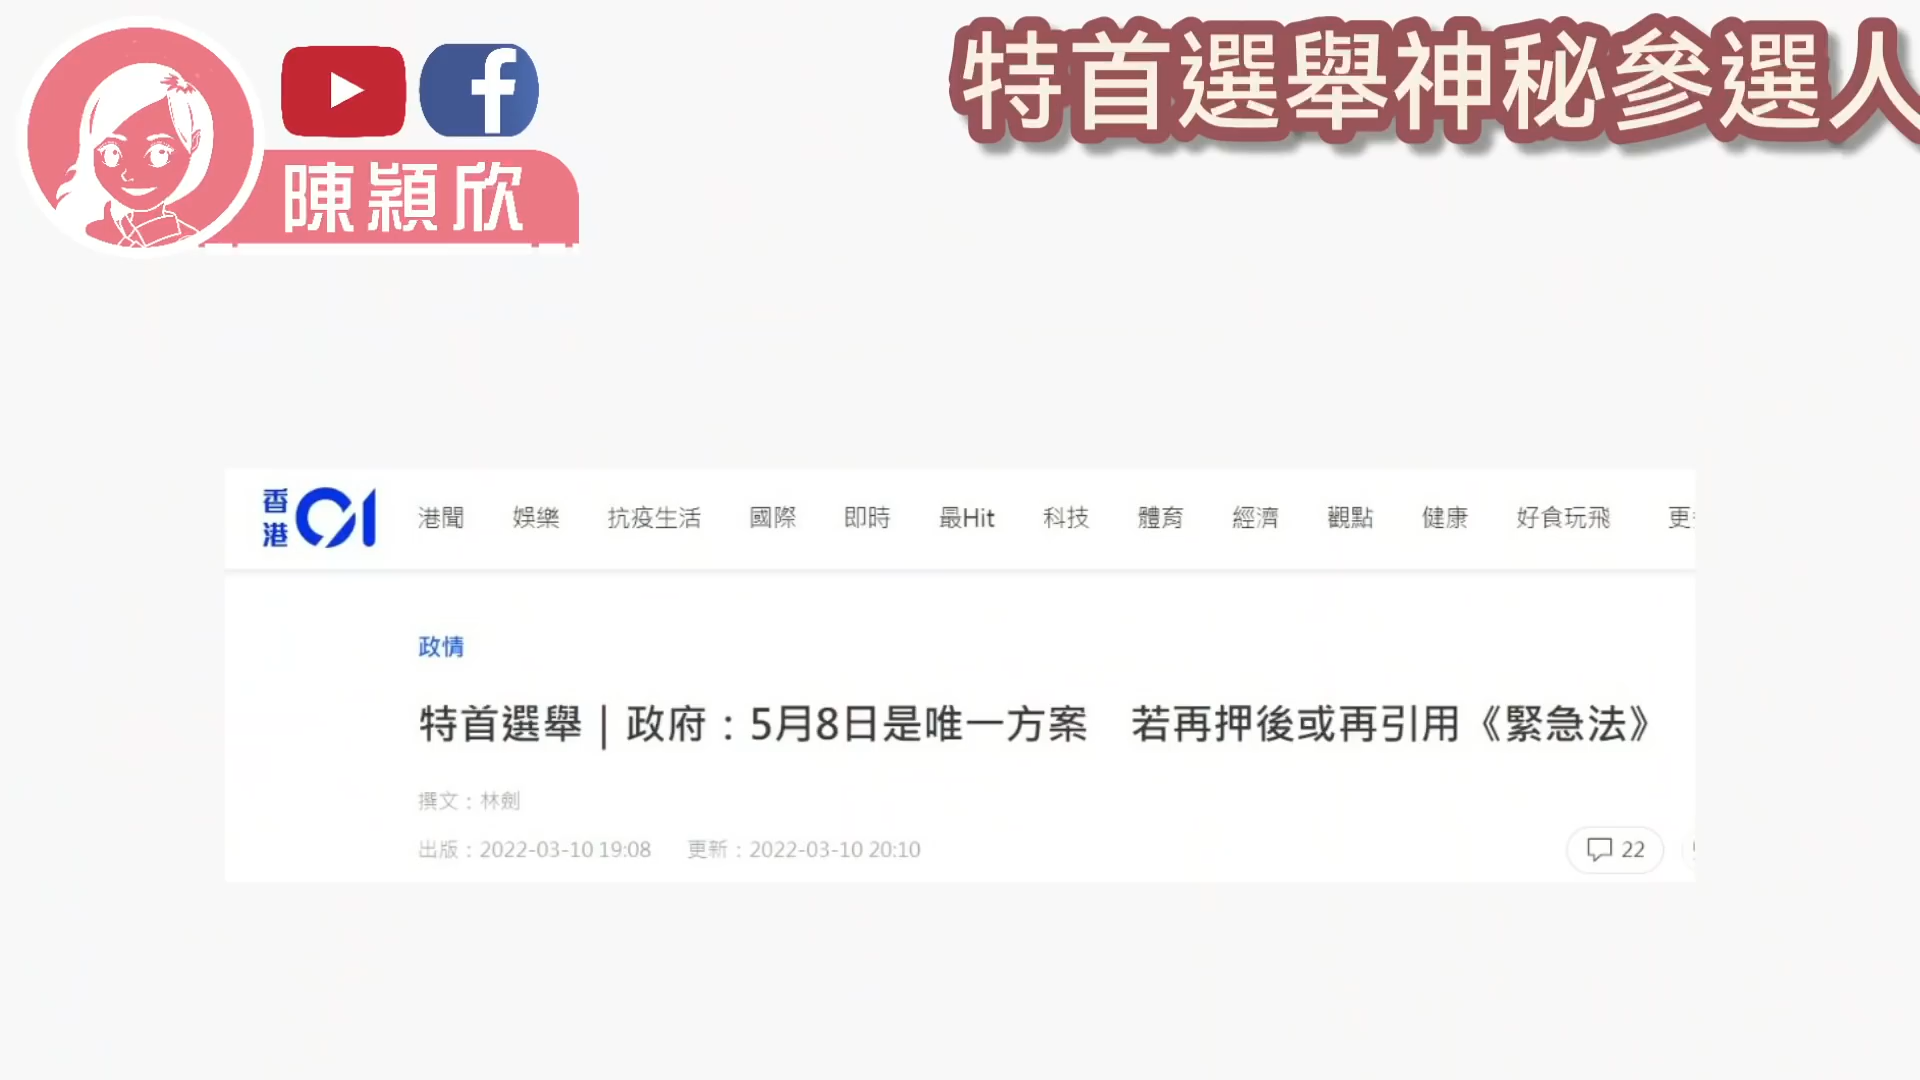 特首選舉神秘參選人
陳穎欣
香港01
港聞 娛樂 抗疫生活 國際 即時 最Hit 科技 體育 經濟 觀點 健康 好食玩飛 更
政情
特首選舉｜政府：5月8日是唯一方案　若再押後或再引用《緊急法》
撰文：林劍
出版：2022-03-10 19:08 更新：2022-03-10 20:10
22